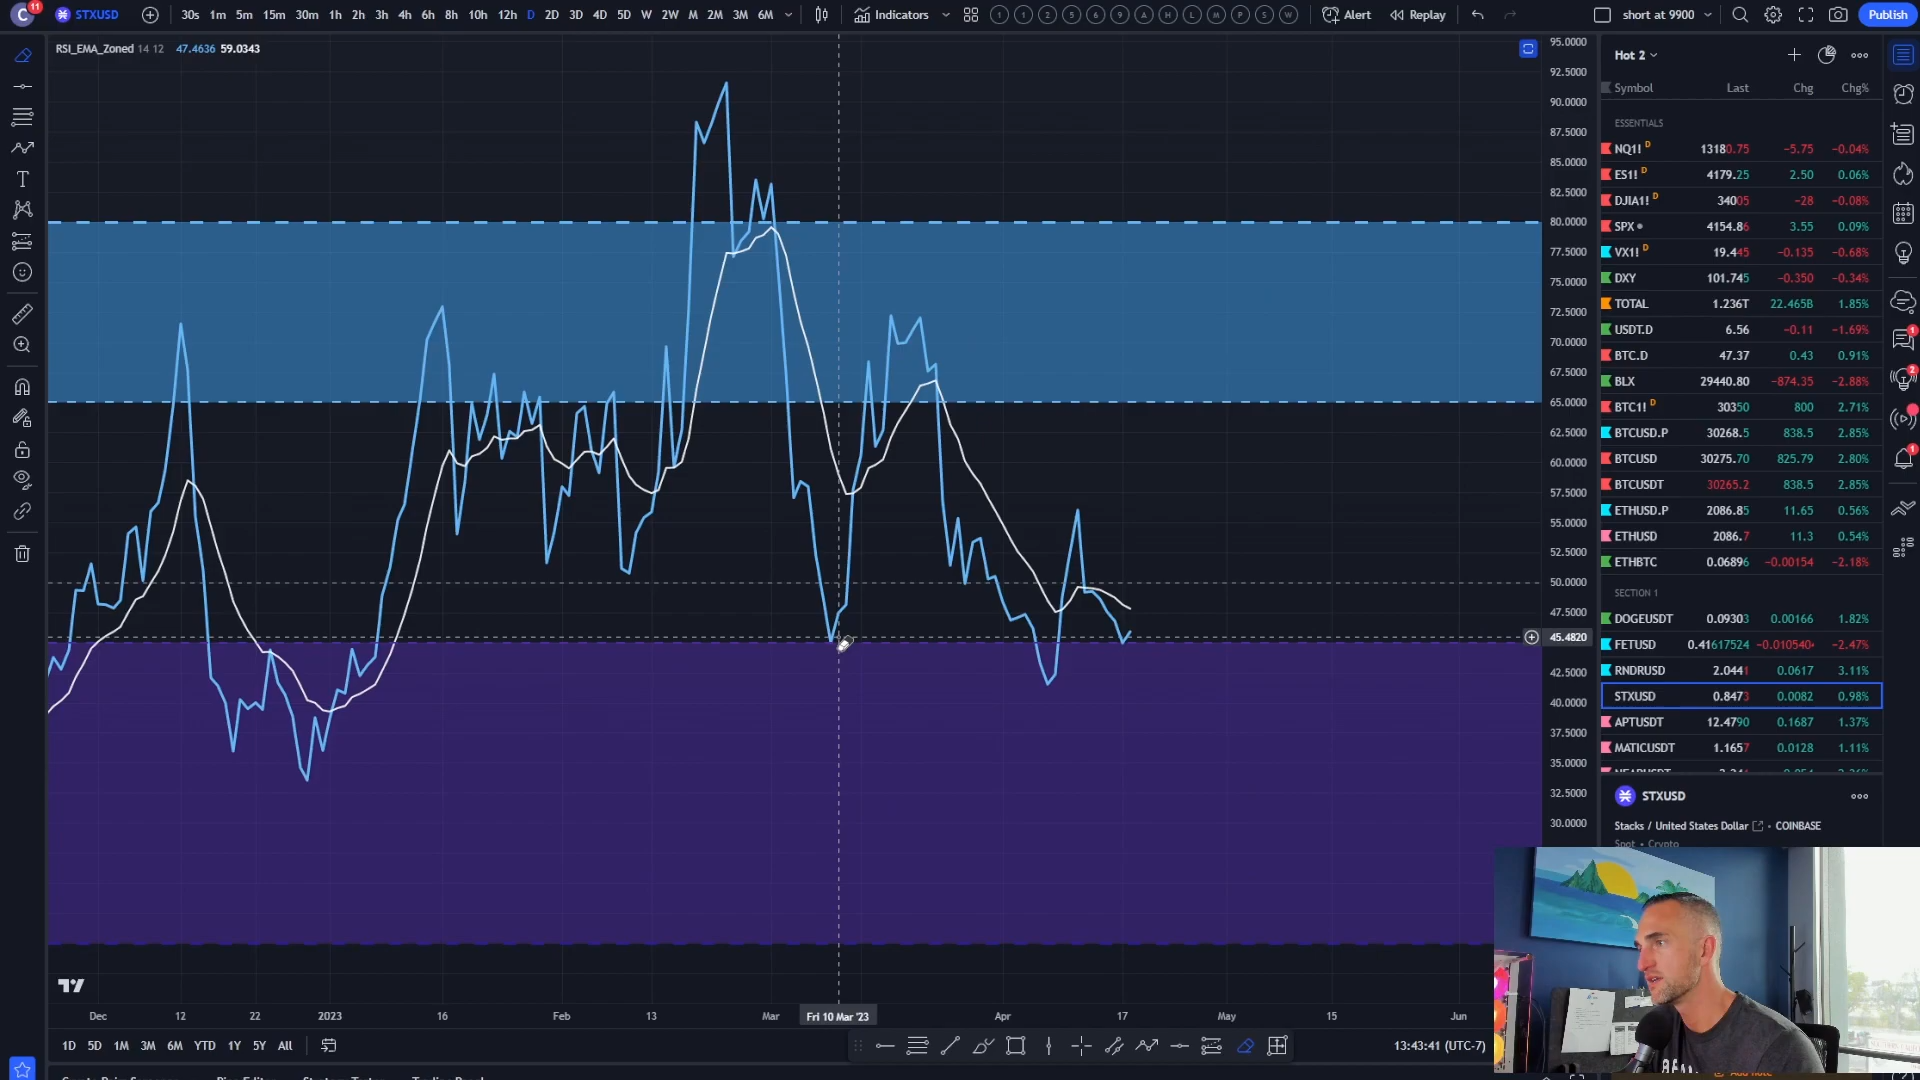 C 11 STXUSD 30s 1m 5m 15m 30m 1h 2h 3h 4h 6h 8h 10h 12h D 2D 3D 4D 5D W 2W M 2M 3M 6M Indicators 1 1 2 5 6 9 A H L M P S W Alert Replay short at 9900 Publish
RSI_EMA_Zoned 14 12 47.4636 59.0343
95.0000
92.5000
90.0000
87.5000
85.0000
82.5000
80.0000
77.5000
75.0000
72.5000
70.0000
67.5000
65.0000
62.5000
60.0000
57.5000
55.0000
52.5000
50.0000
47.5000
45.4820
42.5000
40.0000
37.5000
35.0000
32.5000
30.0000
Dec 12 22 2023 16 Feb 13 Mar Fri 10 Mar '23 Apr 17 May 15 Jun
1D 5D 1M 3M 6M YTD 1Y 5Y All 13:43:41 (UTC-7)
Hot 2
Symbol Last Chg Chg%
ESSENTIALS
NQ1! D 13180.75 −5.75 −0.04%
ES1! D 4179.25 2.50 0.06%
DJIA1! D 34005 −28 −0.08%
SPX 4154.86 3.55 0.09%
VX1! D 19.445 −0.135 −0.68%
DXY 101.745 −0.350 −0.34%
TOTAL 1.236T 22.465B 1.85%
USDT.D 6.56 −0.11 −1.69%
BTC.D 47.37 0.43 0.91%
BLX 29440.80 −874.35 −2.88%
BTC1! D 30350 800 2.71%
BTCUSD.P 30268.5 838.5 2.85%
BTCUSD 30275.70 825.79 2.80%
BTCUSDT 30265.2 838.5 2.85%
ETHUSD.P 2086.85 11.65 0.56%
ETHUSD 2086.7 11.3 0.54%
ETHBTC 0.06896 −0.00154 −2.18%
SECTION 1
DOGEUSDT 0.09303 0.00166 1.82%
FETUSD 0.41617524 −0.010540 −2.47%
RNDRUSD 2.0441 0.0617 3.11%
STXUSD 0.8473 0.0082 0.98%
APTUSDT 12.4790 0.1687 1.37%
MATICUSDT 1.1657 0.0128 1.11%
STXUSD
Stacks / United States Dollar • COINBASE
Spot • Crypto